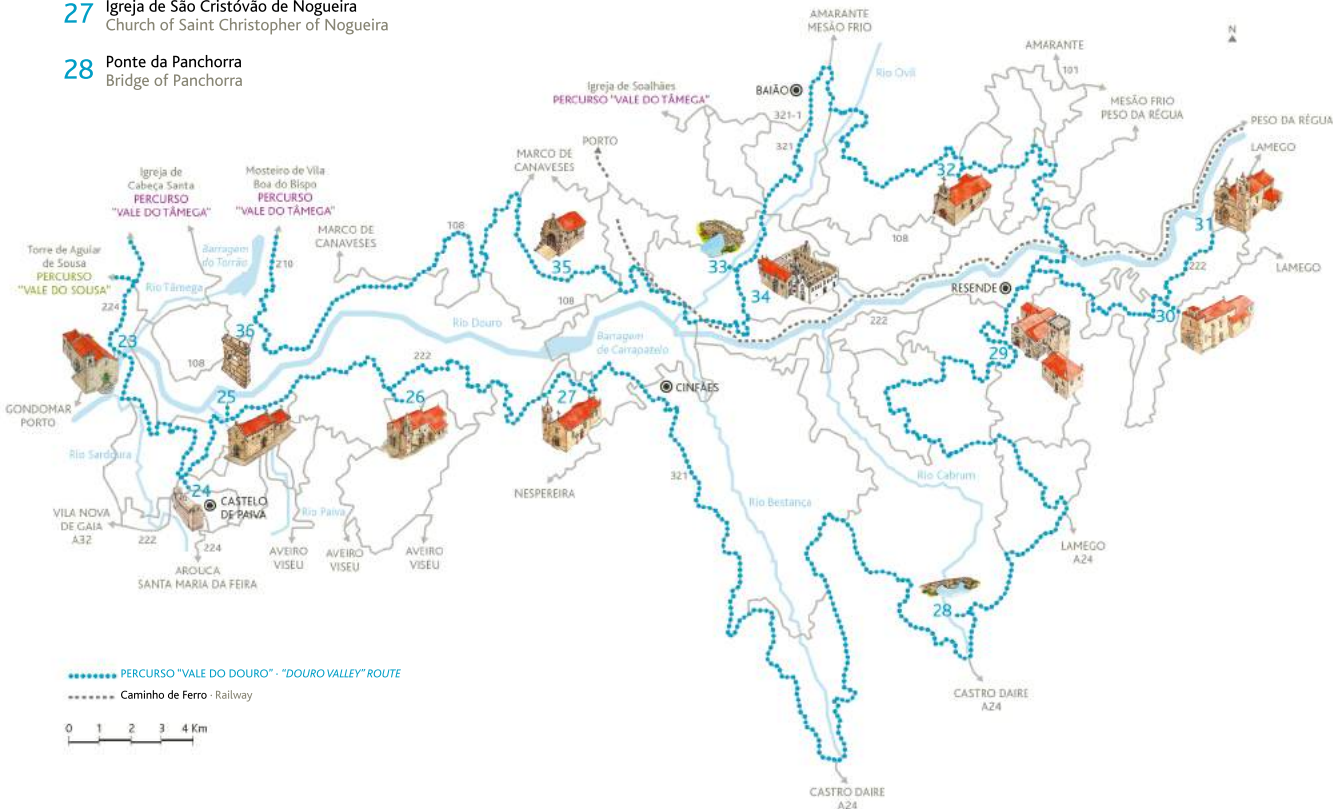 27 Igreja de São Cristóvão de Nogueira
Church of Saint Christopher of Nogueira
28 Ponte da Panchorra
Bridge of Panchorra
AMARANTE
MESÃO FRIO
N
Rio Ovil
AMARANTE
101
BAIÃO
Igreja de Soalhães
PERCURSO "VALE DO TÂMEGA"
321-1
MESÃO FRIO
PESO DA RÉGUA
PESO DA RÉGUA
321
PORTO
LAMEGO
MARCO DE
CANAVESES
Igreja de
Cabeça Santa
PERCURSO
"VALE DO TÂMEGA"
Mosteiro de Vila
Boa do Bispo
PERCURSO
"VALE DO TÂMEGA"
32
31
MARCO DE
CANAVESES
108
108
Torre de Aguiar
de Sousa
PERCURSO
"VALE DO SOUSA"
Barragem
do Torrão
210
35
33
34
222
LAMEGO
Rio Tâmega
RESENDE
224
108
30
36
Rio Douro
222
23
Barragem
de Carrapatelo
29
108
222
CINFÃES
25
26
27
GONDOMAR
PORTO
Rio Sardoura
321
Rio Cabrum
24
NESPEREIRA
CASTELO
DE PAIVA
Rio Bestança
Rio Paiva
VILA NOVA
DE GAIA
A32
222
224
AVEIRO
VISEU
AVEIRO
VISEU
AVEIRO
VISEU
LAMEGO
A24
AROUCA
SANTA MARIA DA FEIRA
28
PERCURSO "VALE DO DOURO" · "DOURO VALLEY" ROUTE
Caminho de Ferro · Railway
CASTRO DAIRE
A24
0 1 2 3 4 Km
CASTRO DAIRE
A24